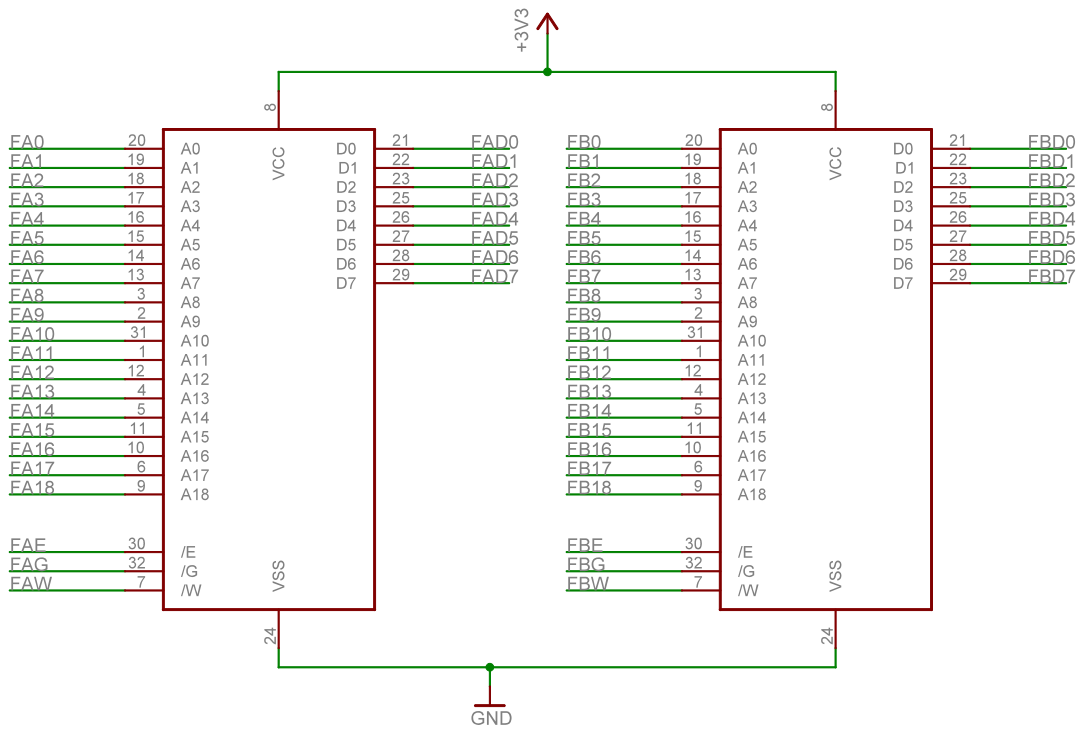 +3V3
8 8
FA0 20 A0 VCC D0 21 FAD0 FB0 20 A0 VCC D0 21 FBD0
FA1 19 A1 D1 22 FAD1 FB1 19 A1 D1 22 FBD1
FA2 18 A2 D2 23 FAD2 FB2 18 A2 D2 23 FBD2
FA3 17 A3 D3 25 FAD3 FB3 17 A3 D3 25 FBD3
FA4 16 A4 D4 26 FAD4 FB4 16 A4 D4 26 FBD4
FA5 15 A5 D5 27 FAD5 FB5 15 A5 D5 27 FBD5
FA6 14 A6 D6 28 FAD6 FB6 14 A6 D6 28 FBD6
FA7 13 A7 D7 29 FAD7 FB7 13 A7 D7 29 FBD7
FA8 3 A8 FB8 3 A8
FA9 2 A9 FB9 2 A9
FA10 31 A10 FB10 31 A10
FA11 1 A11 FB11 1 A11
FA12 12 A12 FB12 12 A12
FA13 4 A13 FB13 4 A13
FA14 5 A14 FB14 5 A14
FA15 11 A15 FB15 11 A15
FA16 10 A16 FB16 10 A16
FA17 6 A17 FB17 6 A17
FA18 9 A18 FB18 9 A18
FAE 30 /E FBE 30 /E
FAG 32 /G VSS FBG 32 /G VSS
FAW 7 /W FBW 7 /W
24 24
GND